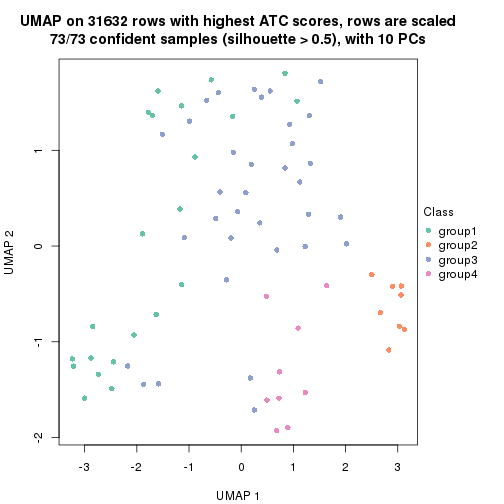 UMAP on 31632 rows with highest ATC scores, rows are scaled
73/73 confident samples (silhouette > 0.5), with 10 PCs
Class
group1
group2
group3
group4
1
0
-1
-2
UMAP 2
-3
-2
-1
0
1
2
3
UMAP 1